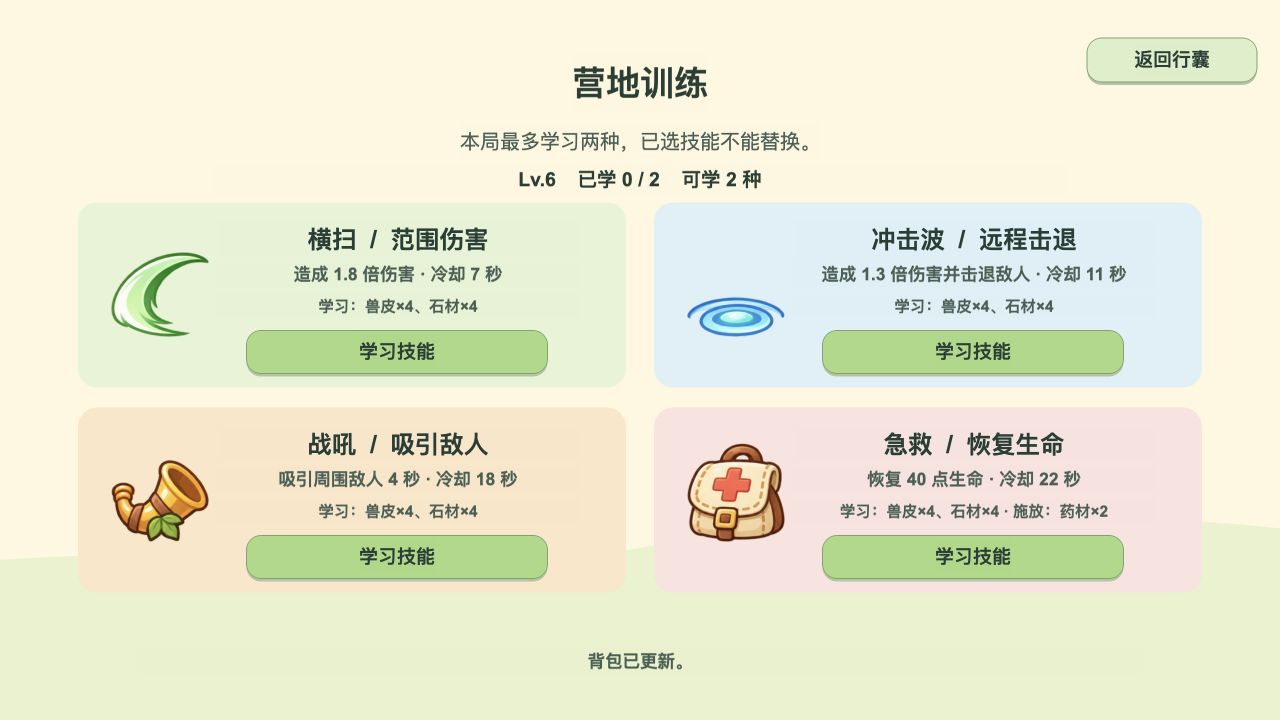 返回行囊
营地训练
本局最多学习两种，已选技能不能替换。
Lv.6 已学 0 / 2 可学 2 种
横扫 / 范围伤害
造成 1.8 倍伤害 · 冷却 7 秒
学习：兽皮×4、石材×4
学习技能
冲击波 / 远程击退
造成 1.3 倍伤害并击退敌人 · 冷却 11 秒
学习：兽皮×4、石材×4
学习技能
战吼 / 吸引敌人
吸引周围敌人 4 秒 · 冷却 18 秒
学习：兽皮×4、石材×4
学习技能
急救 / 恢复生命
恢复 40 点生命 · 冷却 22 秒
学习：兽皮×4、石材×4 · 施放：药材×2
学习技能
背包已更新。